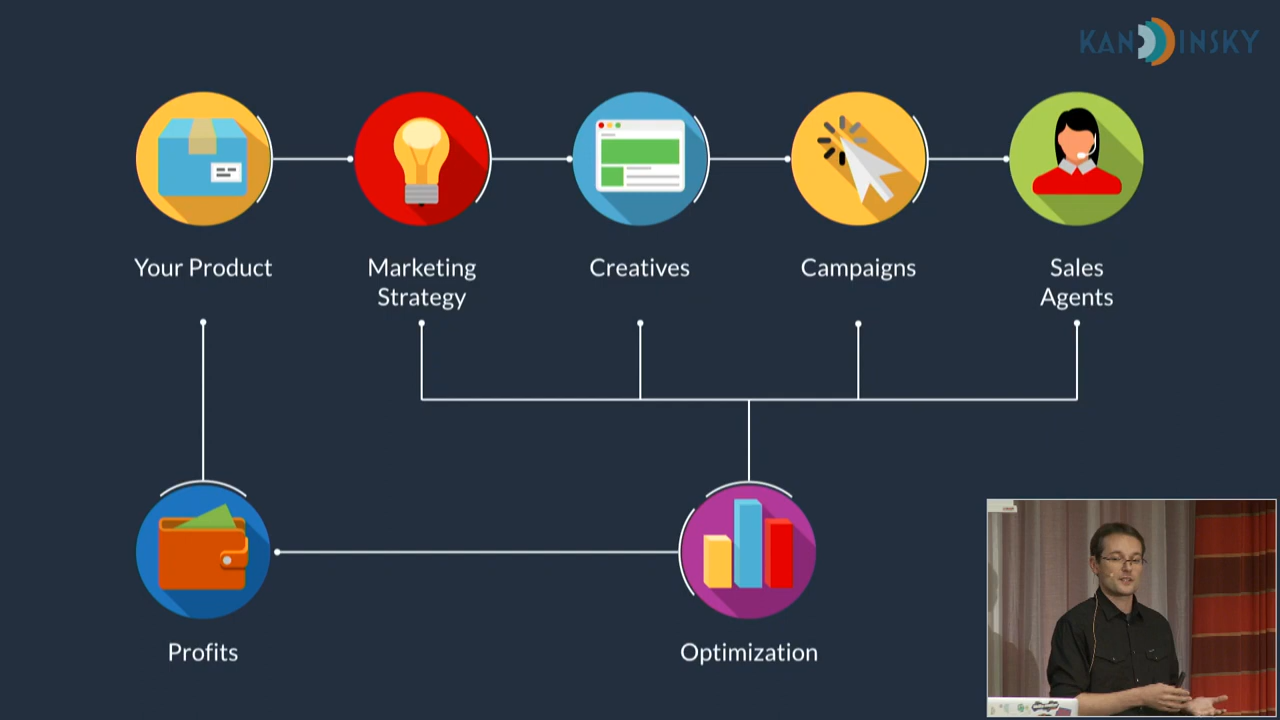 KANDINSKY
Your Product
Marketing
Strategy
Creatives
Campaigns
Sales
Agents
Profits
Optimization